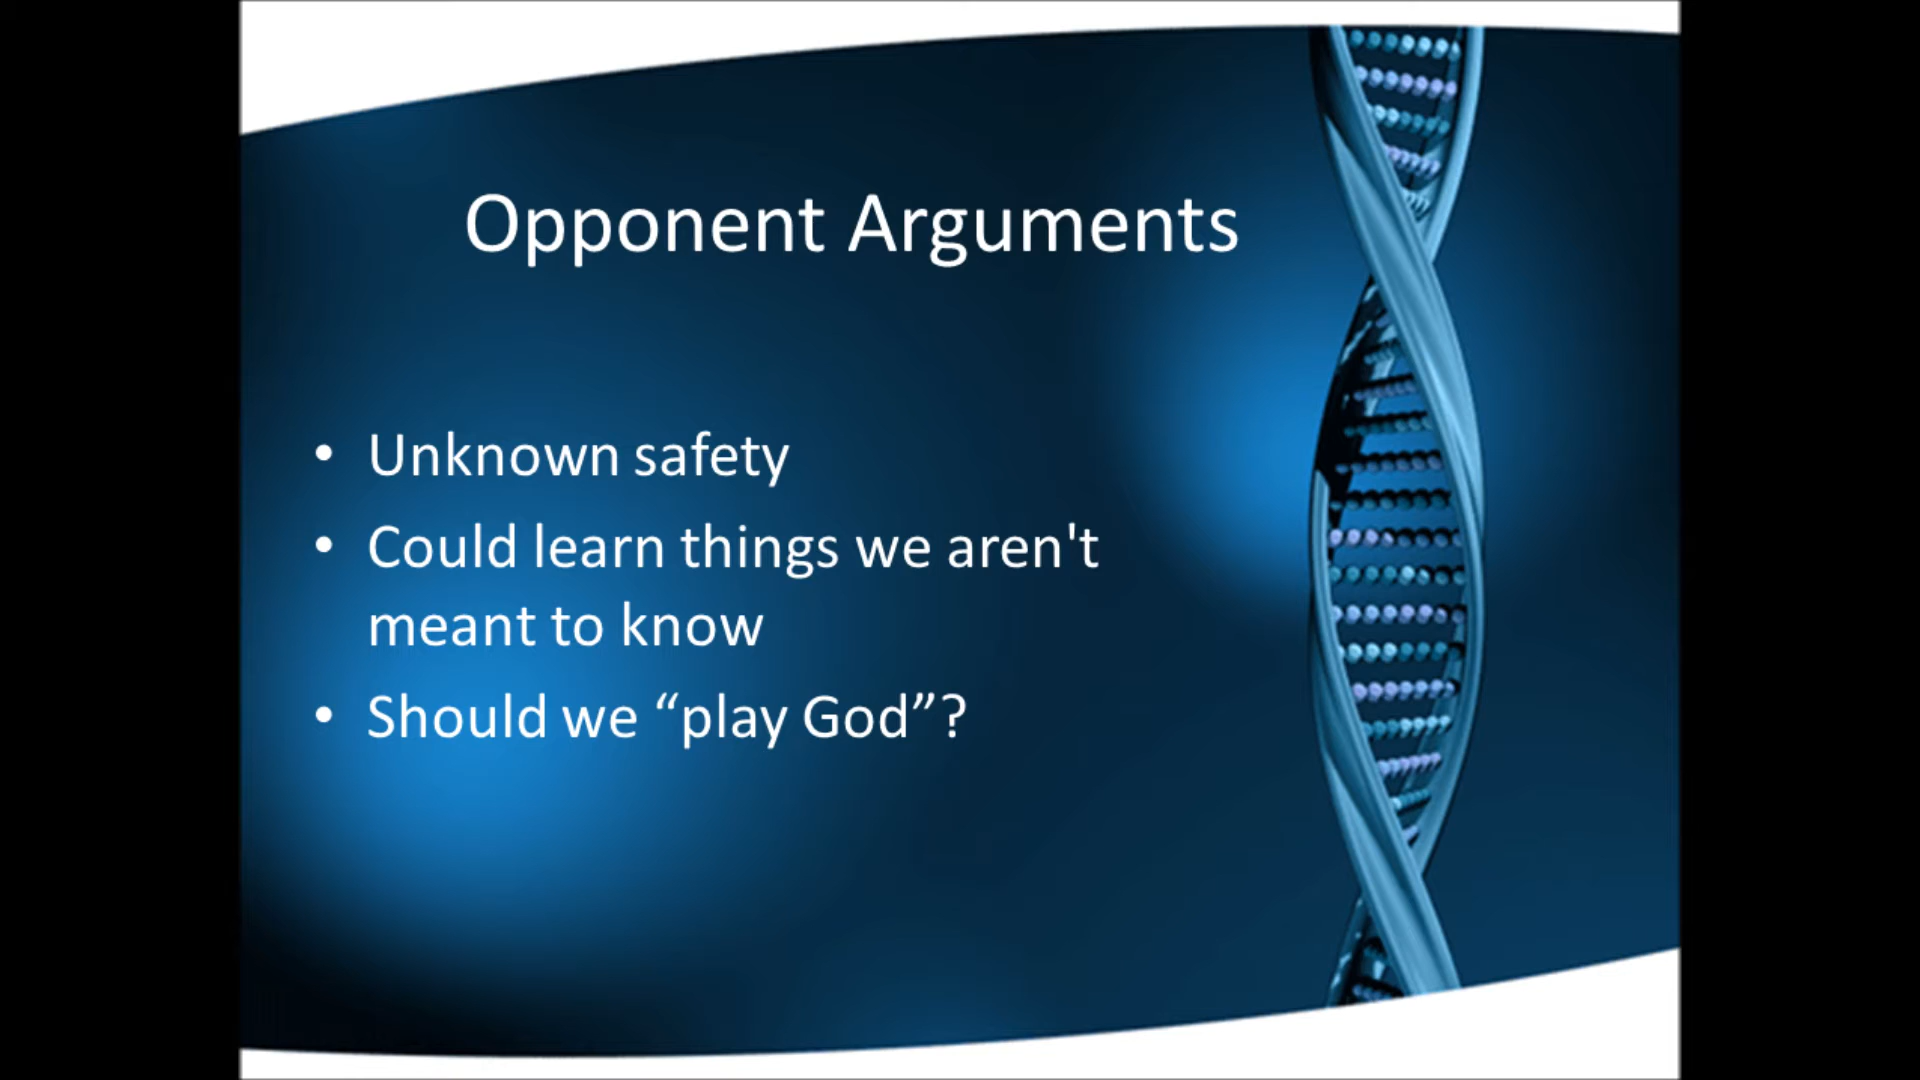 Opponent Arguments
• Unknown safety
• Could learn things we aren't
meant to know
• Should we “play God”?